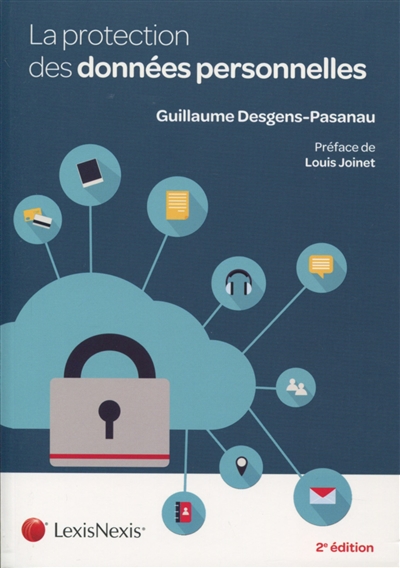 La protection
des données personnelles
Guillaume Desgens-Pasanau
Préface de
Louis Joinet
LexisNexis®
2e édition